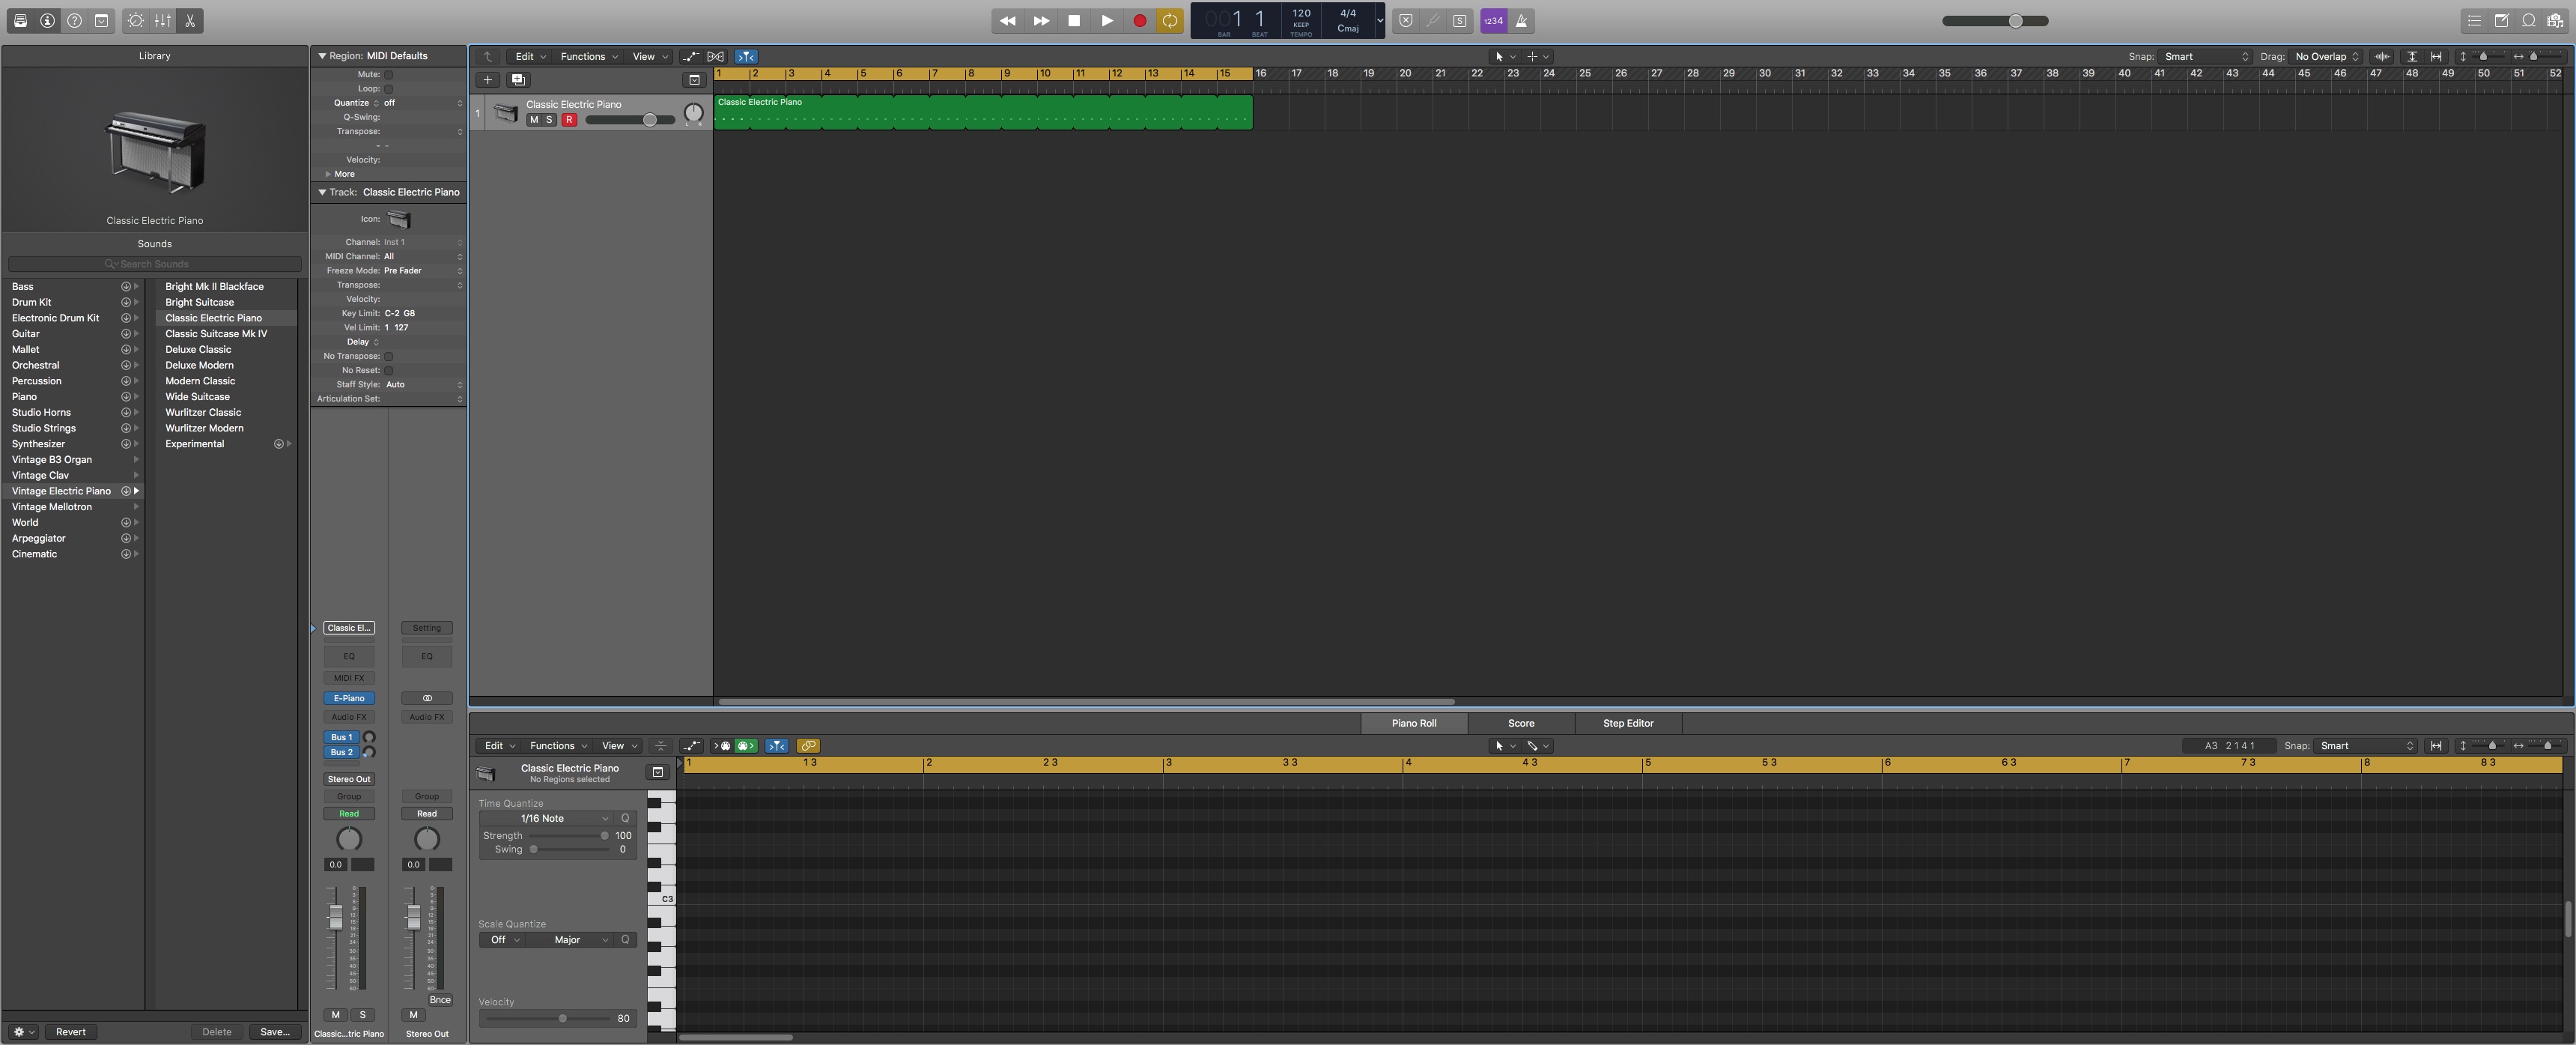 001 1
120
4/4
KEEP
Cmaj
BAR
BEAT
TEMPO
S
1234
Library
Classic Electric Piano
Sounds
Search Sounds
Bass
Drum Kit
Electronic Drum Kit
Guitar
Mallet
Orchestral
Percussion
Piano
Studio Horns
Studio Strings
Synthesizer
Vintage B3 Organ
Vintage Clav
Vintage Electric Piano
Vintage Mellotron
World
Arpeggiator
Cinematic
Bright Mk II Blackface
Bright Suitcase
Classic Electric Piano
Classic Suitcase Mk IV
Deluxe Classic
Deluxe Modern
Modern Classic
Wide Suitcase
Wurlitzer Classic
Wurlitzer Modern
Experimental
Revert
Delete
Save...
Region: MIDI Defaults
Mute:
Loop:
Quantize off
Q-Swing:
Transpose:
- -
Velocity:
More
Track: Classic Electric Piano
Icon:
Channel: Inst 1
MIDI Channel: All
Freeze Mode: Pre Fader
Transpose:
Velocity:
Key Limit: C-2 G8
Vel Limit: 1 127
Delay
No Transpose:
No Reset:
Staff Style: Auto
Articulation Set:
Classic El...
Setting
EQ
EQ
MIDI FX
E-Piano
Audio FX
Audio FX
Bus 1
Bus 2
Stereo Out
Group
Group
Read
Read
0.0
0.0
Bnce
M S
M
Classic...tric Piano
Stereo Out
Edit Functions View
Snap: Smart
Drag: No Overlap
1 2 3 4 5 6 7 8 9 10 11 12 13 14 15 16 17 18 19 20 21 22 23 24 25 26 27 28 29 30 31 32 33 34 35 36 37 38 39 40 41 42 43 44 45 46 47 48 49 50 51 52
1
Classic Electric Piano
M S R
Classic Electric Piano
Piano Roll
Score
Step Editor
Edit Functions View
A3 2 1 4 1
Snap: Smart
1 1 3 2 2 3 3 3 3 4 4 3 5 5 3 6 6 3 7 7 3 8 8 3
Classic Electric Piano
No Regions selected
Time Quantize
1/16 Note Q
Strength 100
Swing 0
C3
Scale Quantize
Off Major Q
Velocity
80